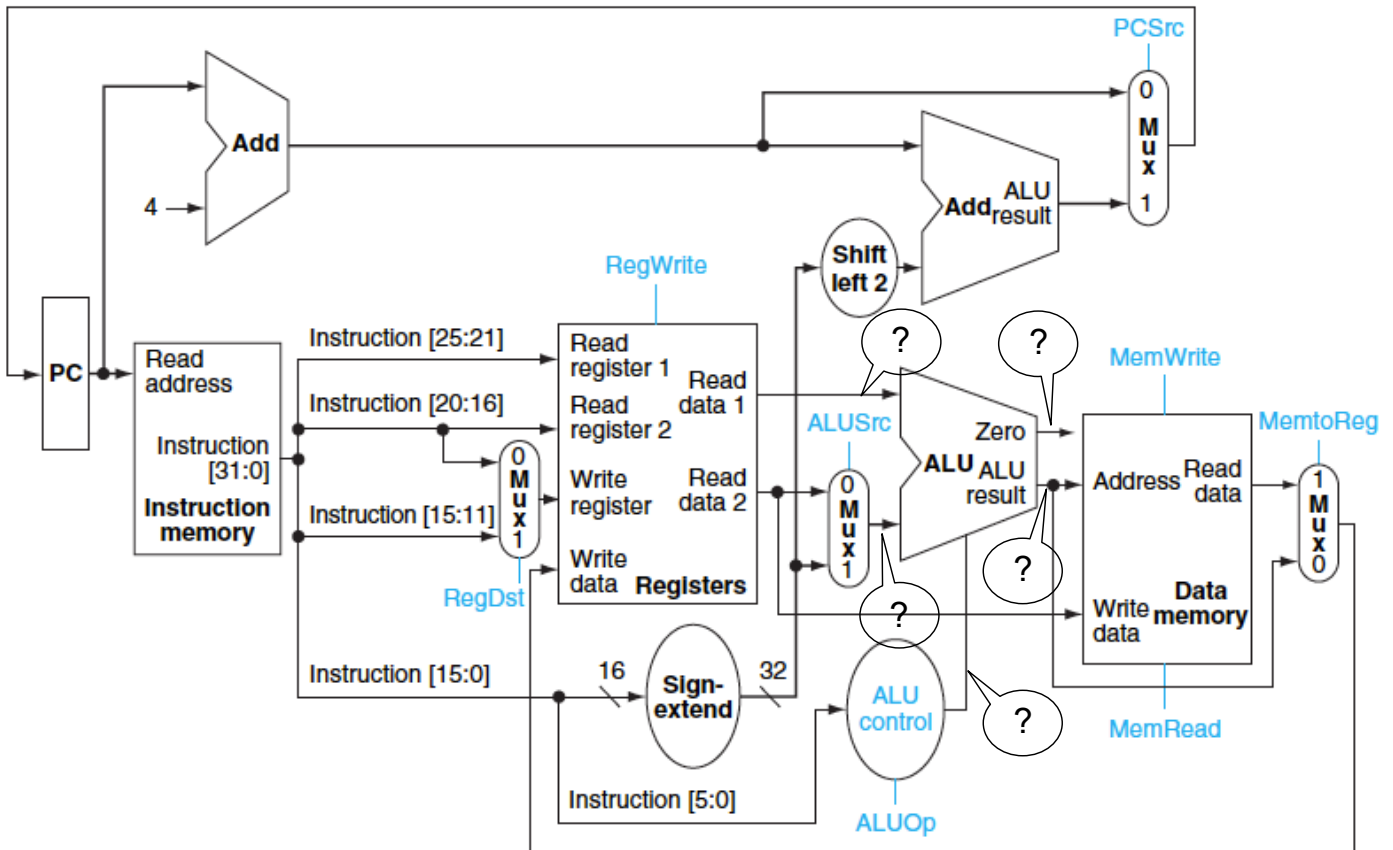 PCSrc
0
Mux
1
Add
4
Add
ALU
result
Shift
left 2
RegWrite
PC
Read
address
Instruction
[31:0]
Instruction
memory
Instruction [25:21]
Instruction [20:16]
Instruction [15:11]
0
Mux
1
RegDst
Read
register 1
Read
register 2
Write
register
Write
data
Read
data 1
Read
data 2
Registers
ALUSrc
0
Mux
1
?
?
?
?
?
Zero
ALU
ALU
result
MemWrite
Address
Read
data
Write
data
Data
memory
MemRead
MemtoReg
1
Mux
0
Instruction [15:0]
16
Sign-
extend
32
ALU
control
Instruction [5:0]
ALUOp